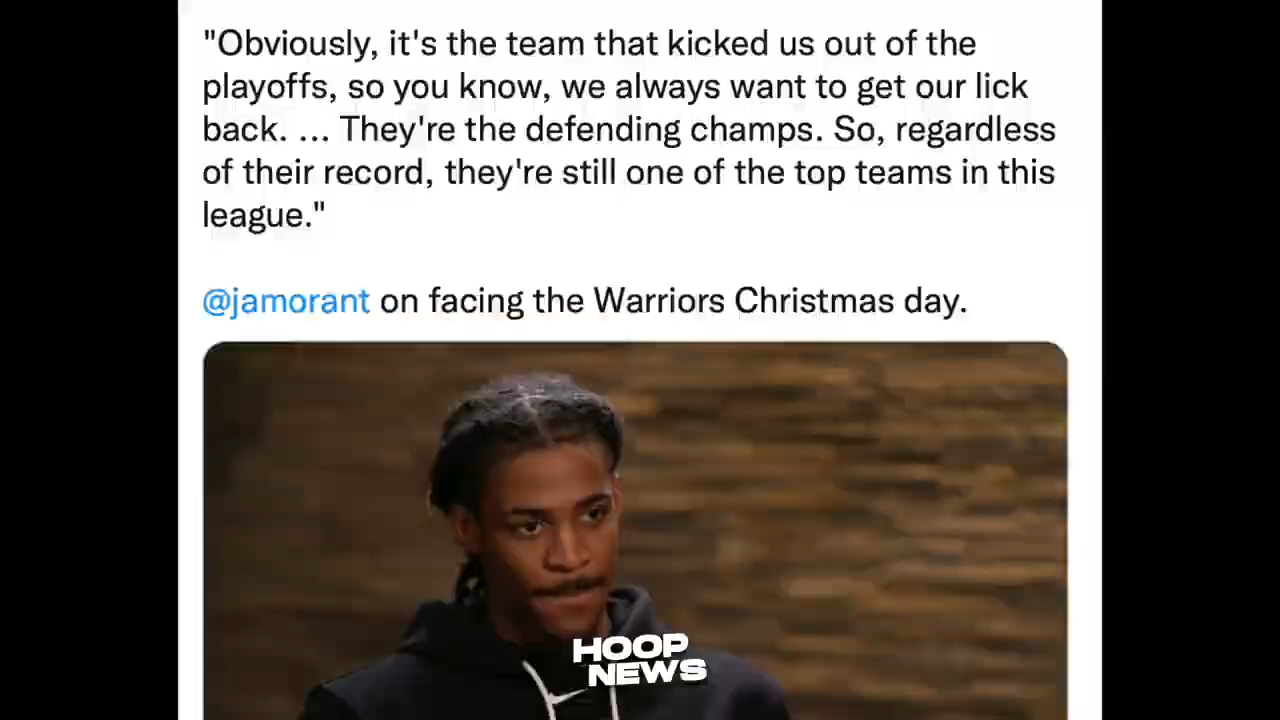 "Obviously, it's the team that kicked us out of the
playoffs, so you know, we always want to get our lick
back. ... They're the defending champs. So, regardless
of their record, they're still one of the top teams in this
league."
@jamorant on facing the Warriors Christmas day.
HOOP
NEWS